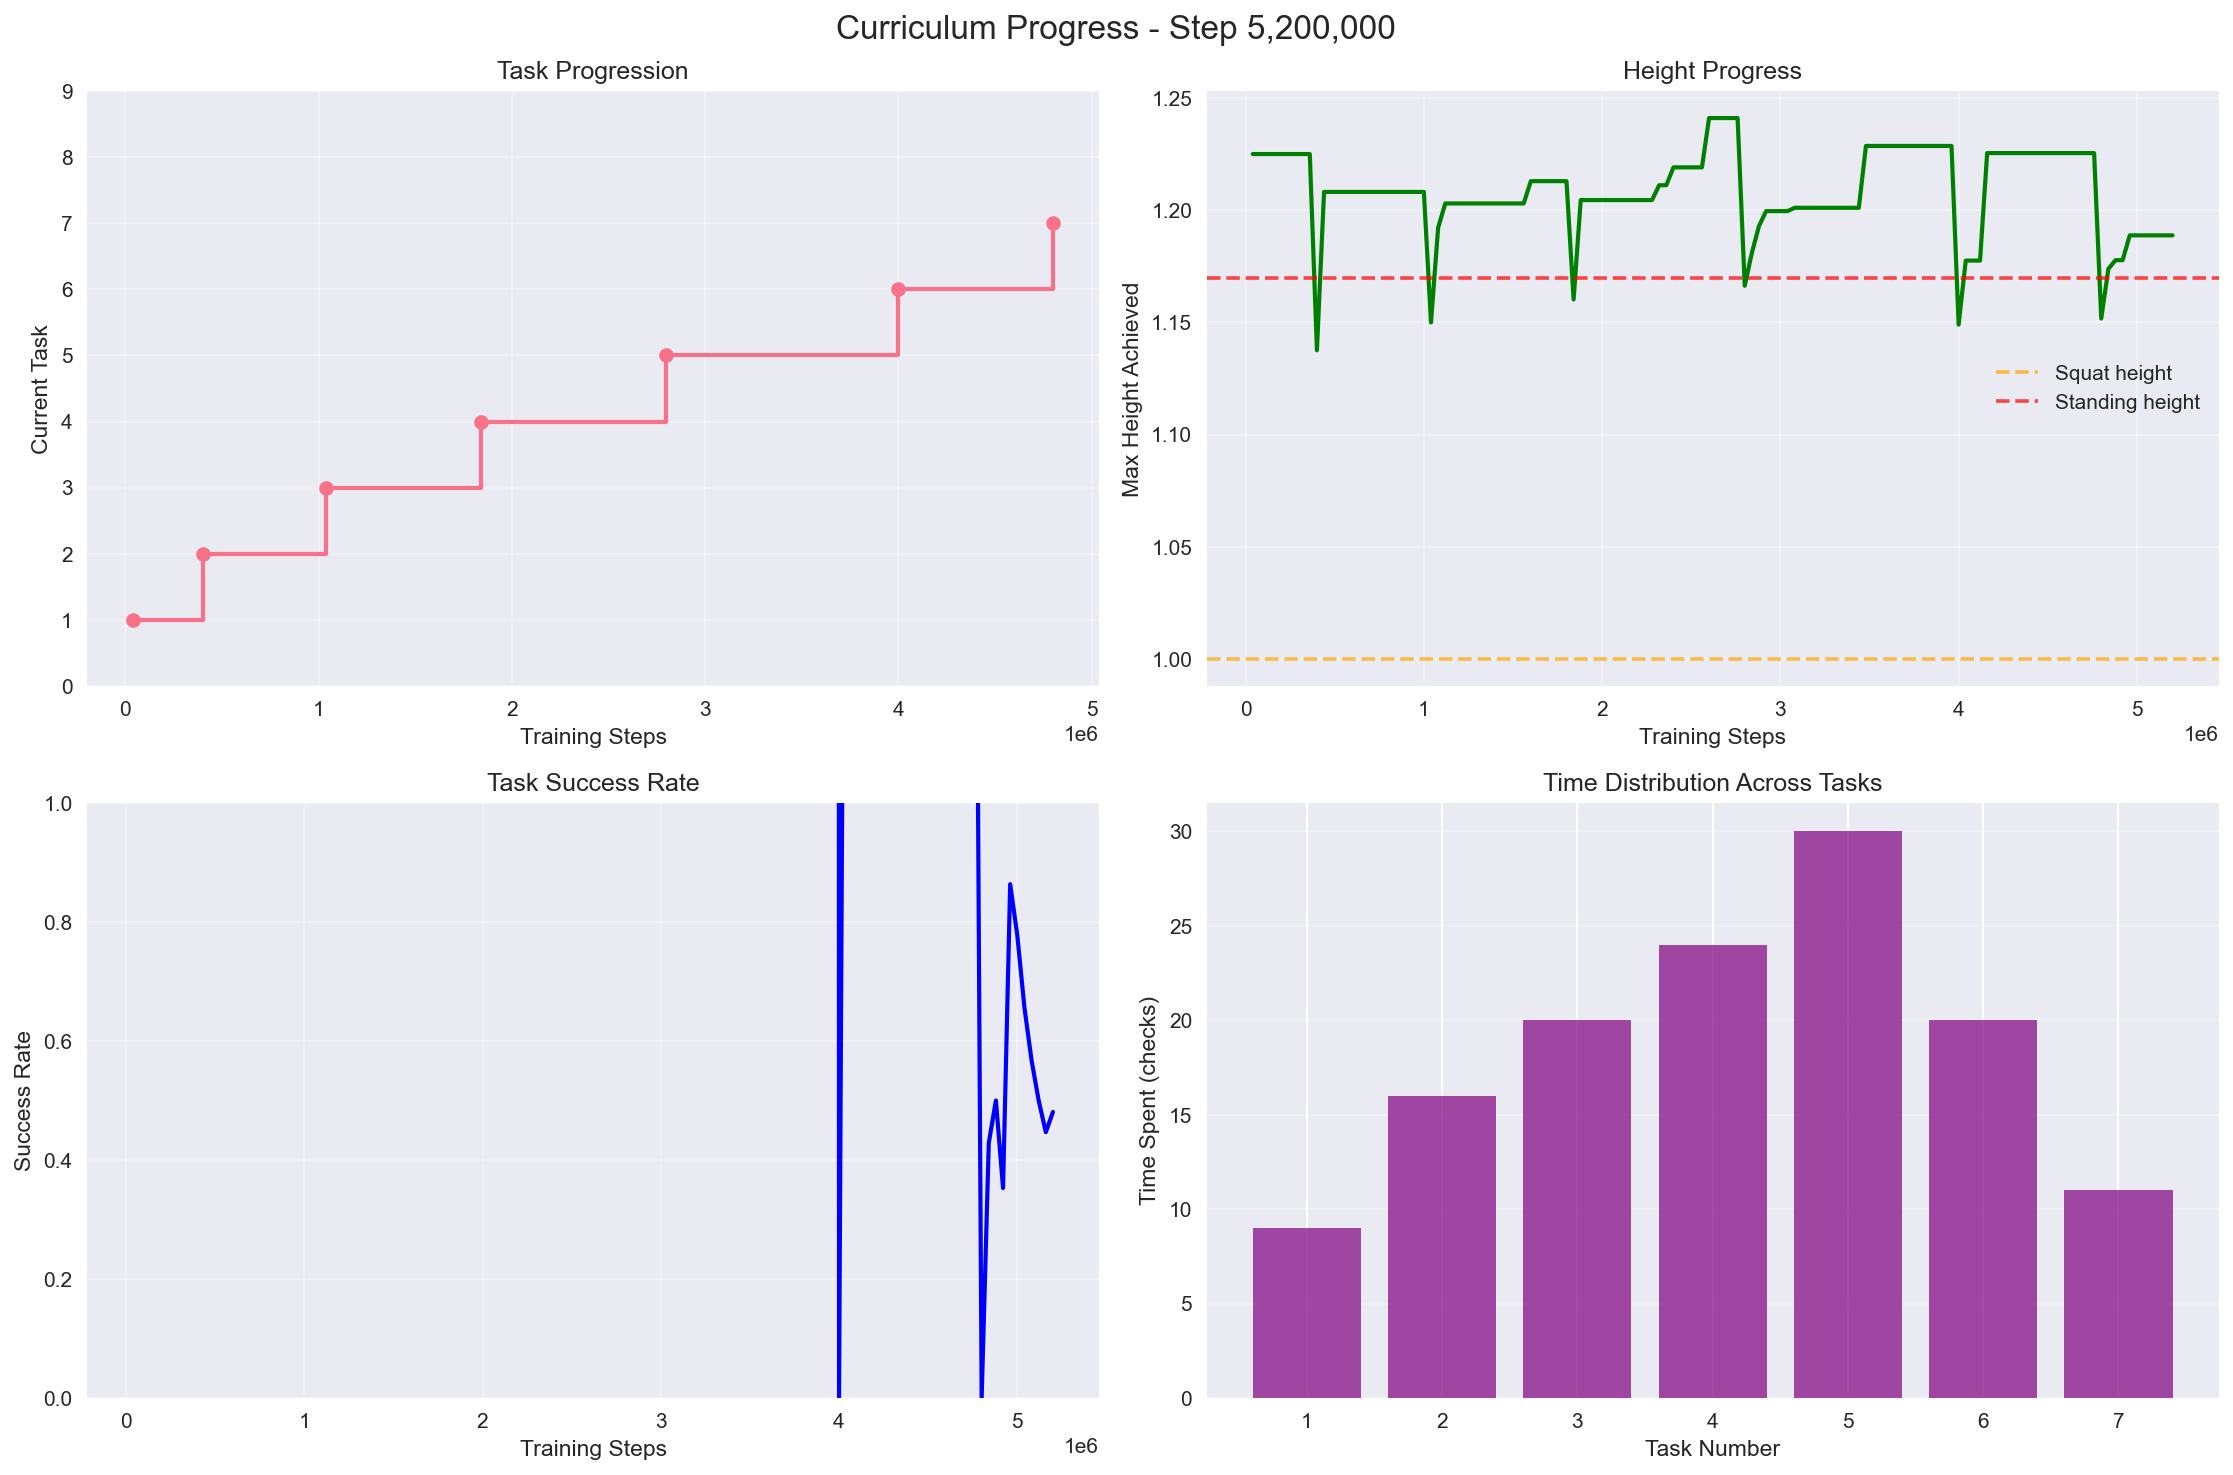 Curriculum Progress - Step 5,200,000
Task Progression
9
8
7
6
5
4
3
2
1
0
Current Task
0 1 2 3 4 5
1e6
Training Steps
Height Progress
1.25
1.20
1.15
1.10
1.05
1.00
Max Height Achieved
Squat height
Standing height
0 1 2 3 4 5
1e6
Training Steps
Task Success Rate
1.0
0.8
0.6
0.4
0.2
0.0
Success Rate
0 1 2 3 4 5
1e6
Training Steps
Time Distribution Across Tasks
30
25
20
15
10
5
0
Time Spent (checks)
1 2 3 4 5 6 7
Task Number